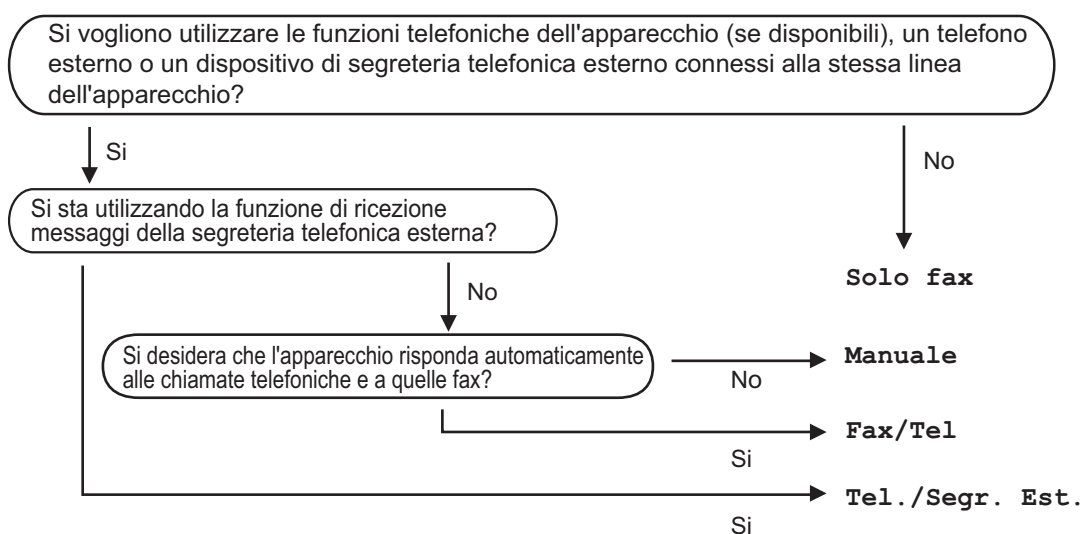 Si vogliono utilizzare le funzioni telefoniche dell'apparecchio (se disponibili), un telefono
esterno o un dispositivo di segreteria telefonica esterno connessi alla stessa linea
dell'apparecchio?
Si
No
Si sta utilizzando la funzione di ricezione
messaggi della segreteria telefonica esterna?
Solo fax
No
Si desidera che l'apparecchio risponda automaticamente
alle chiamate telefoniche e a quelle fax?
No
Manuale
Fax/Tel
Si
Tel./Segr. Est.
Si